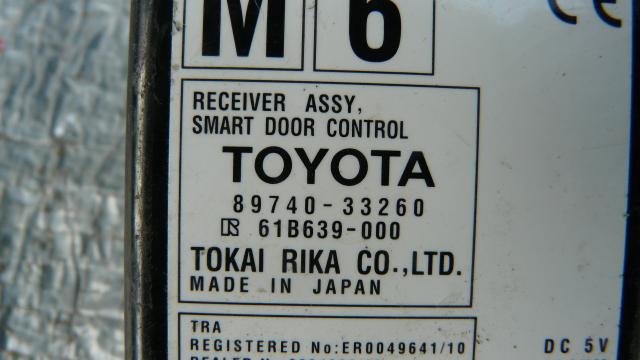 M 6
CE
RECEIVER ASSY,
SMART DOOR CONTROL
TOYOTA
89740-33260
R 61B639-000
TOKAI RIKA CO.,LTD.
MADE IN JAPAN
TRA
REGISTERED No:ER0049641/10
DC 5V